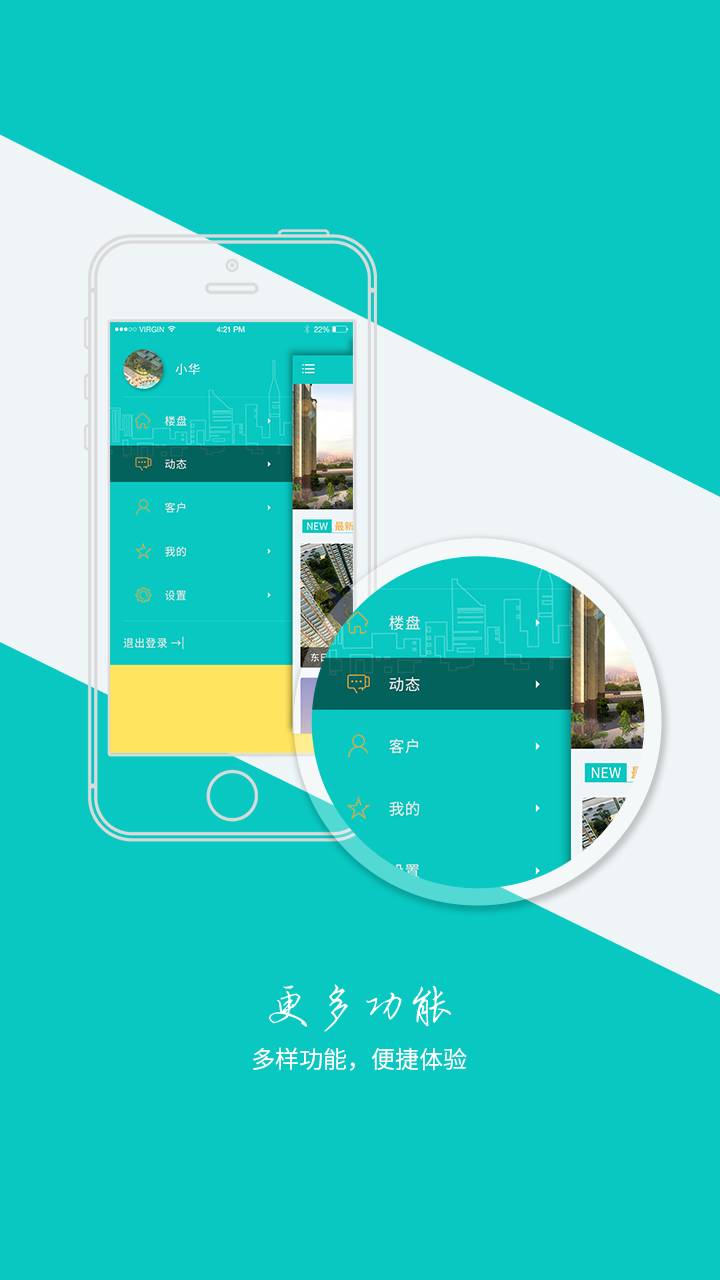 VIRGIN
4:21 PM
22%
小华
楼盘
动态
客户
我的
设置
退出登录
NEW 最新
楼盘
动态
客户
我的
设置
NEW
更多功能
多样功能，便捷体验